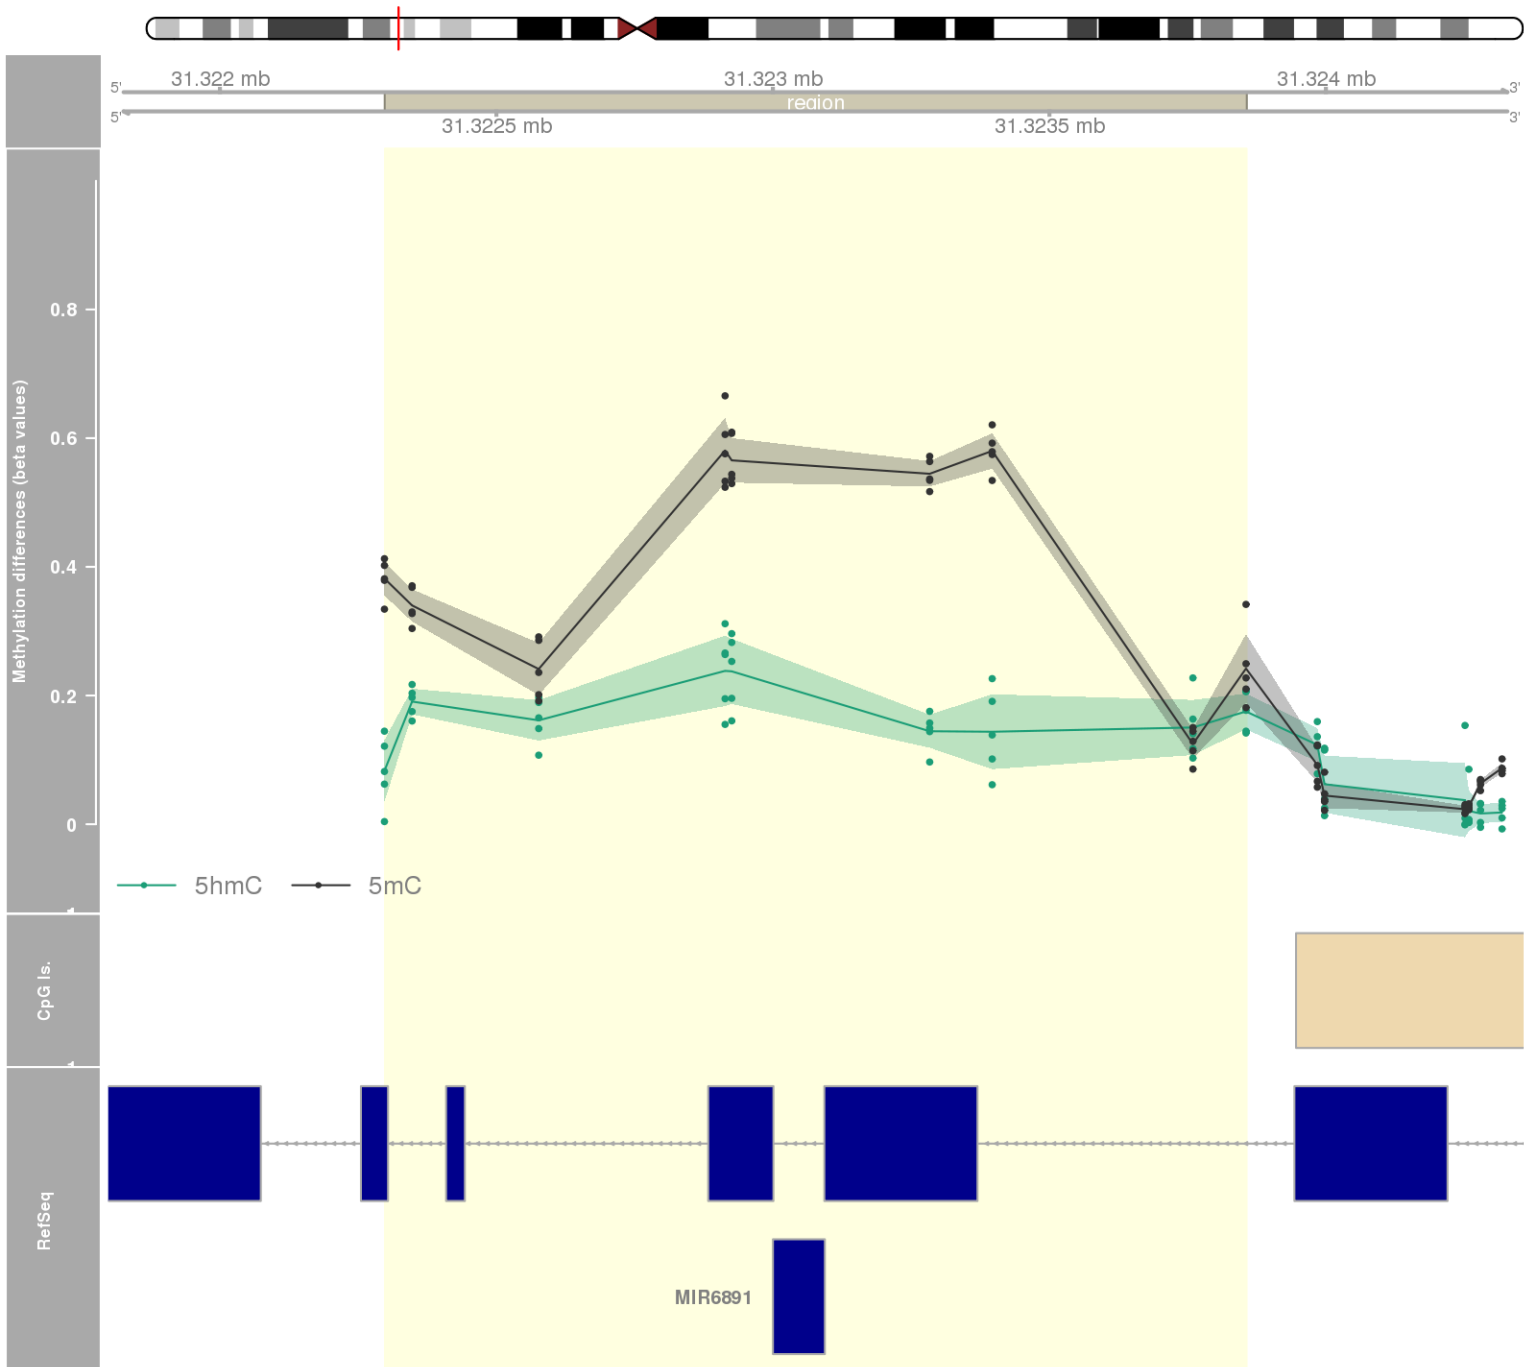 31.322 mb
31.323 mb
31.324 mb
5'
3'
region
5'
3'
31.3225 mb
31.3235 mb
Methylation differences (beta values)
0.8
0.6
0.4
0.2
0
5hmC
5mC
CpG Is.
RefSeq
MIR6891